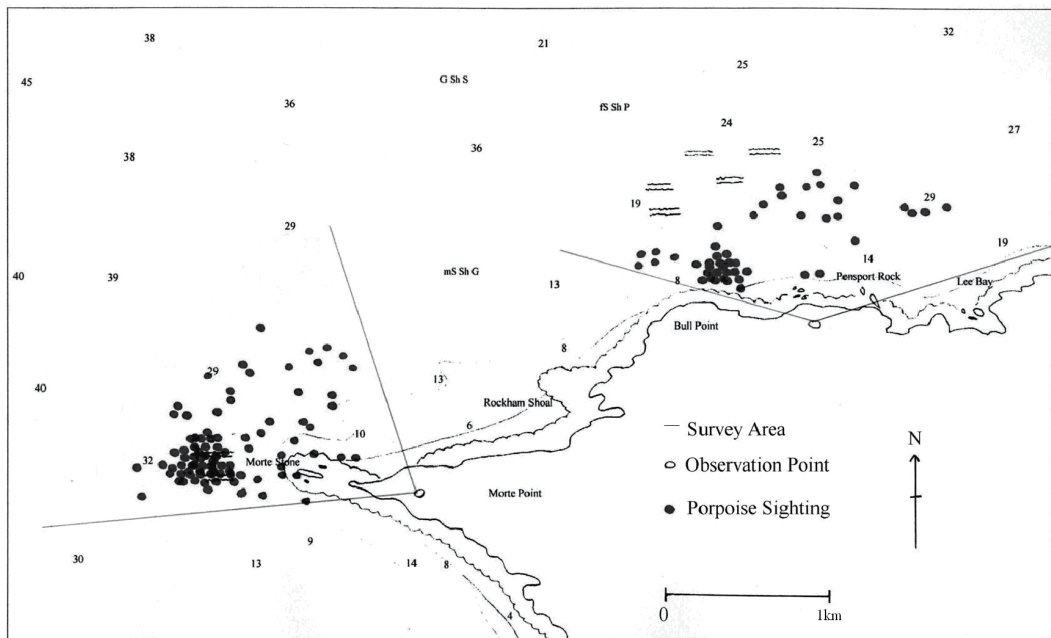 38
21
32
45
G Sh S
25
36
fS Sh P
24
25
27
38
36
19
29
29
19
40
39
mS Sh G
13
8
14
Pensport Rock
Lee Bay
Bull Point
8
29
13
40
Rockham Shoal
6
10
32
Morte Stone
Morte Point
Survey Area
Observation Point
Porpoise Sighting
N
30
13
9
14
8
4
0
1km